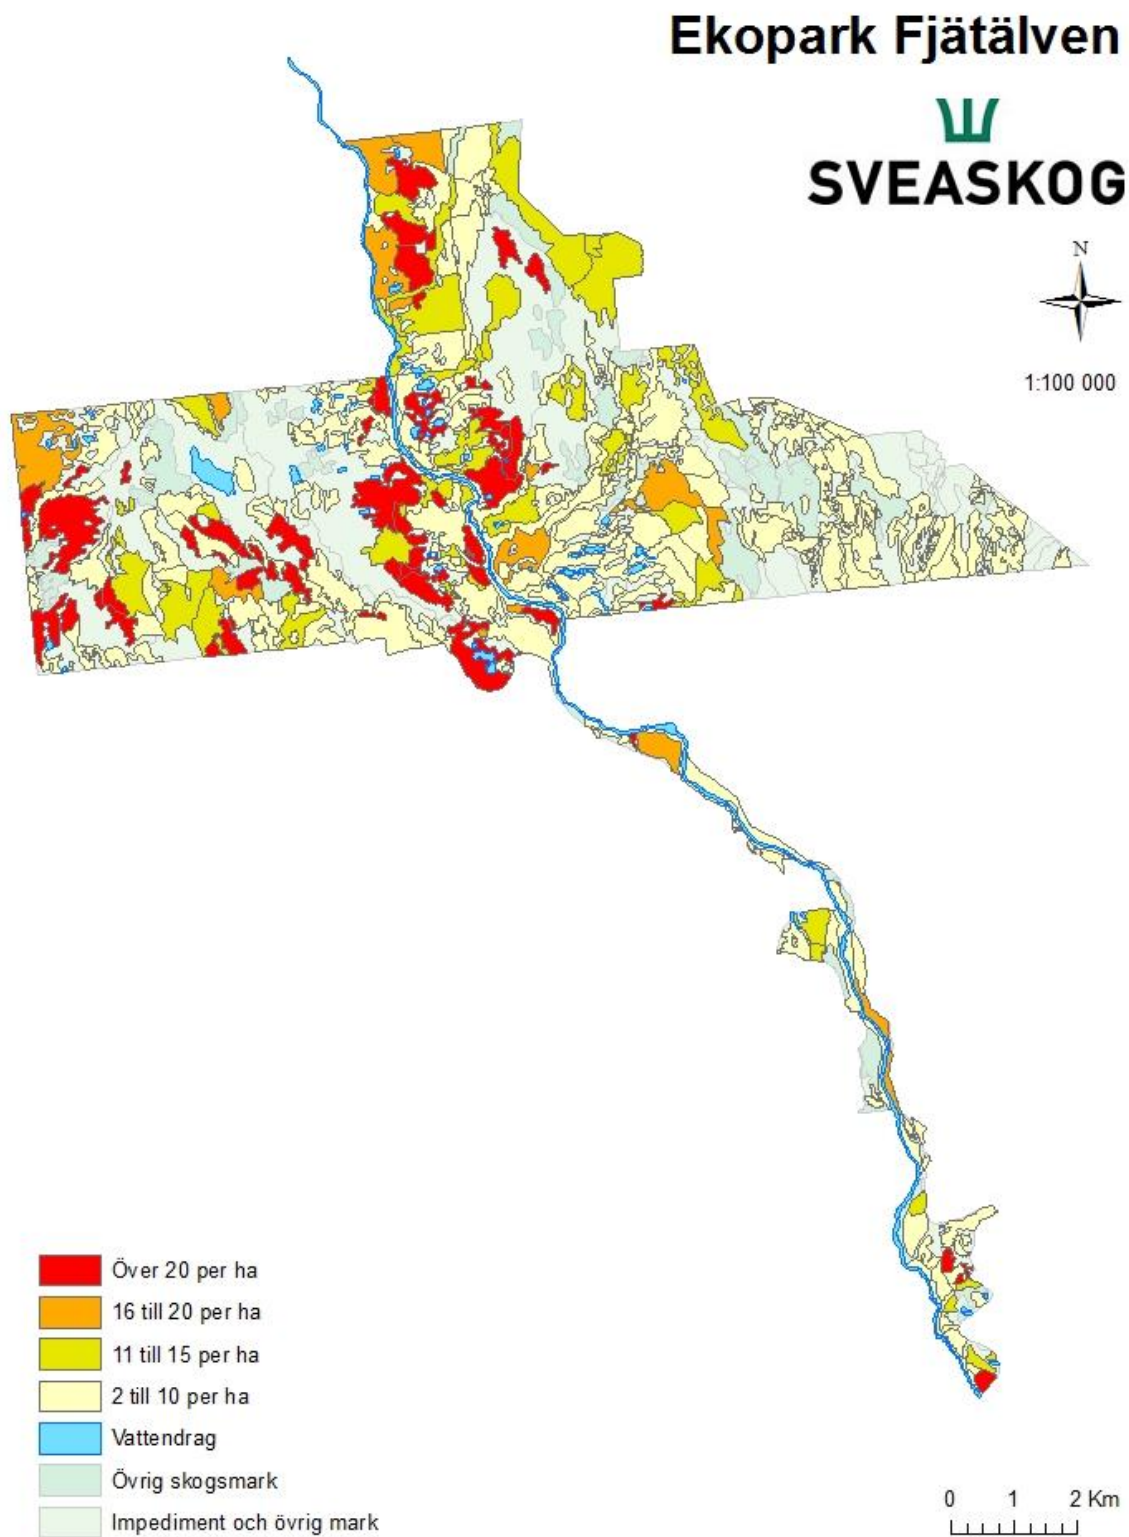 Ekopark Fjätälven
SVEASKOG
N
1:100 000
Över 20 per ha
16 till 20 per ha
11 till 15 per ha
2 till 10 per ha
Vattendrag
Övrig skogsmark
Impediment och övrig mark
0 1 2 Km